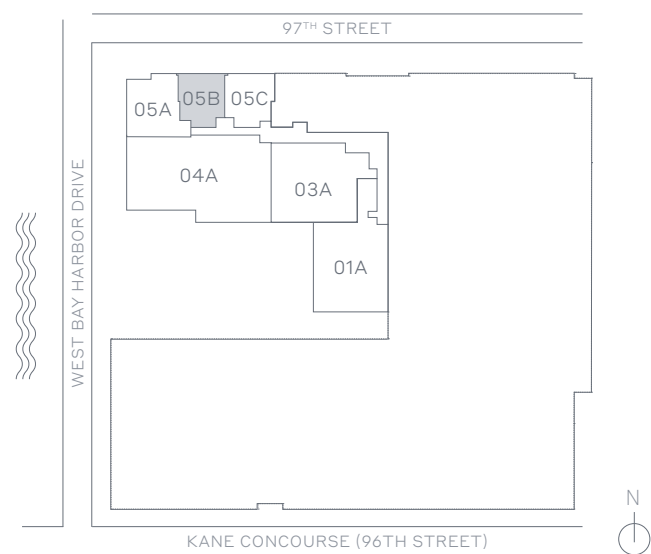 97TH STREET
05A
05B
05C
04A
03A
01A
WEST BAY HARBOR DRIVE
N
KANE CONCOURSE (96TH STREET)